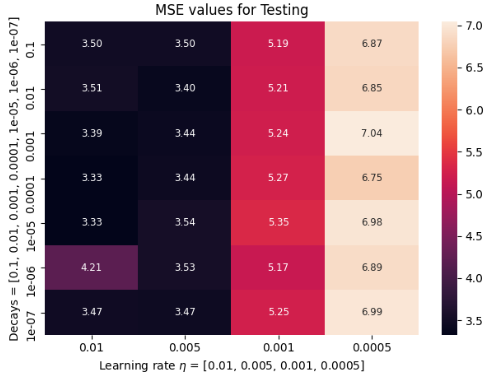 MSE values for Testing
Decays = [0.1, 0.01, 0.001, 0.0001, 1e-05, 1e-06, 1e-07]
0.1 3.50 3.50 5.19 6.87
0.01 3.51 3.40 5.21 6.85
0.001 3.39 3.44 5.24 7.04
0.0001 3.33 3.44 5.27 6.75
1e-05 3.33 3.54 5.35 6.98
1e-06 4.21 3.53 5.17 6.89
1e-07 3.47 3.47 5.25 6.99
0.01 0.005 0.001 0.0005
Learning rate η = [0.01, 0.005, 0.001, 0.0005]
7.0
6.5
6.0
5.5
5.0
4.5
4.0
3.5